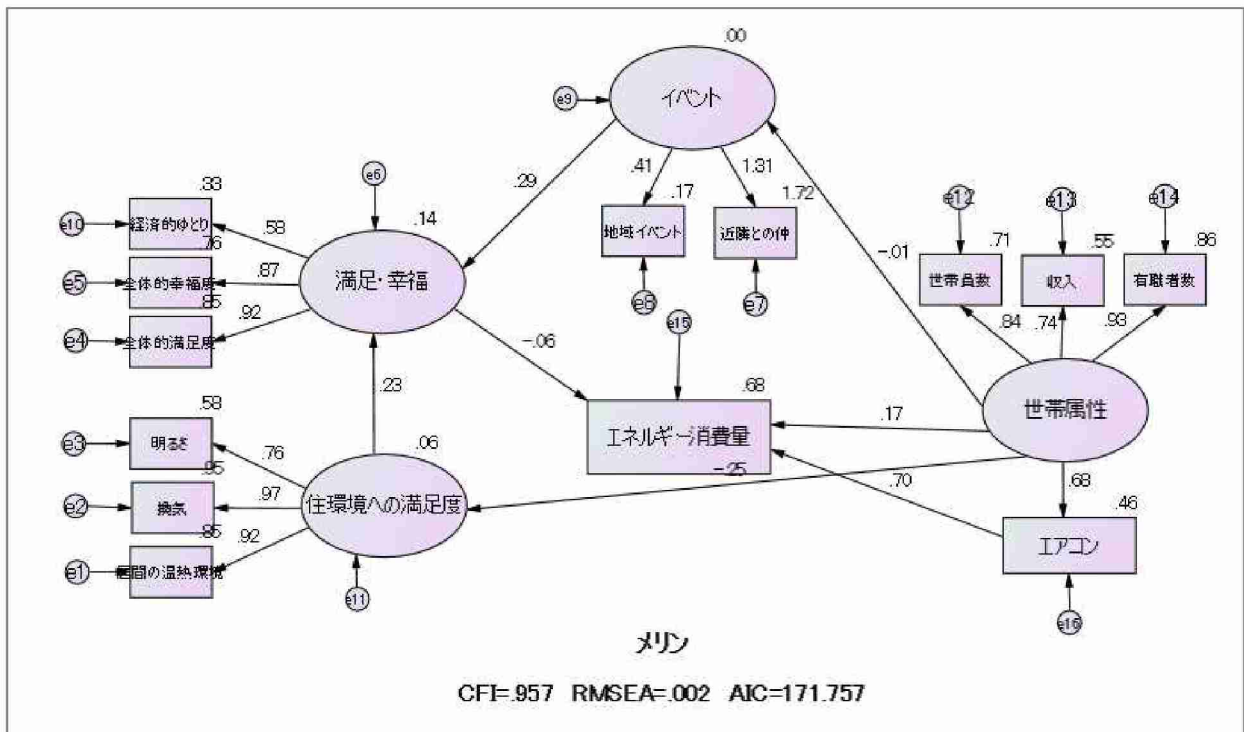 .00
イベント
e9
.41
1.31
.17
1.72
地域イベント
近隣との仲
e8
e7
.29
e6
.14
満足・幸福
.33
経済的ゆとり
e10
.58
.76
全体的幸福度
e5
.87
.85
全体的満足度
e4
.92
-.06
.23
e15
.68
エネルギー消費量
e12
e13
e14
.71
.55
.86
世帯員数
収入
有職者数
-.01
.84
.74
.93
世帯属性
.17
-.25
.70
.68
.46
エアコン
e16
.58
明るさ
e3
.76
.95
換気
e2
.97
.85
居間の温熱環境
e1
.92
.06
住環境への満足度
e11
メリン
CFI=.957 RMSEA=.002 AIC=171.757